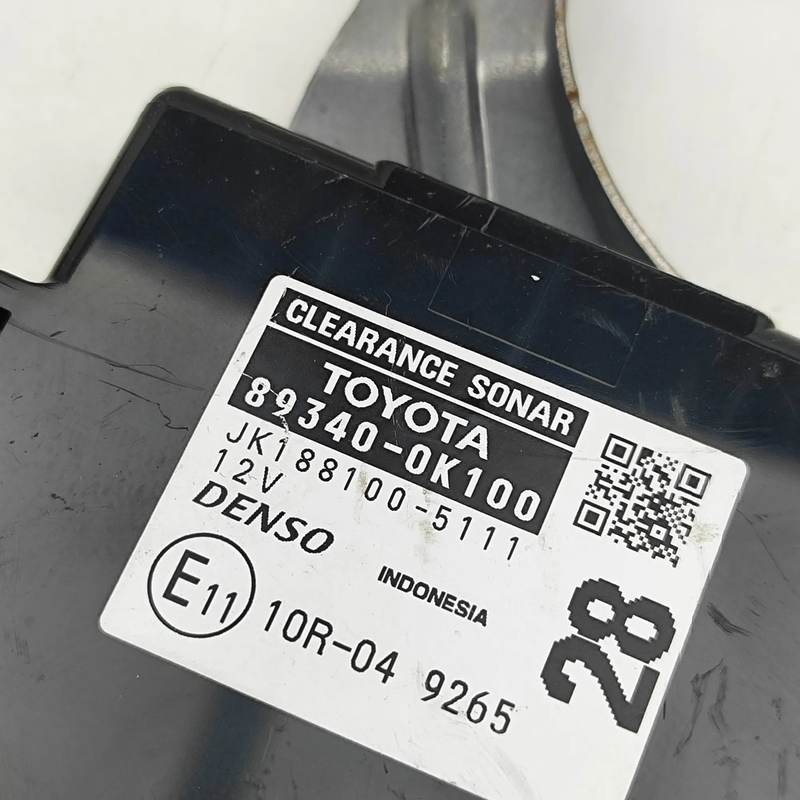 CLEARANCE SONAR
TOYOTA
89340-0K100
JK188100-5111
12V
DENSO
INDONESIA
E11 10R-04 9265
28